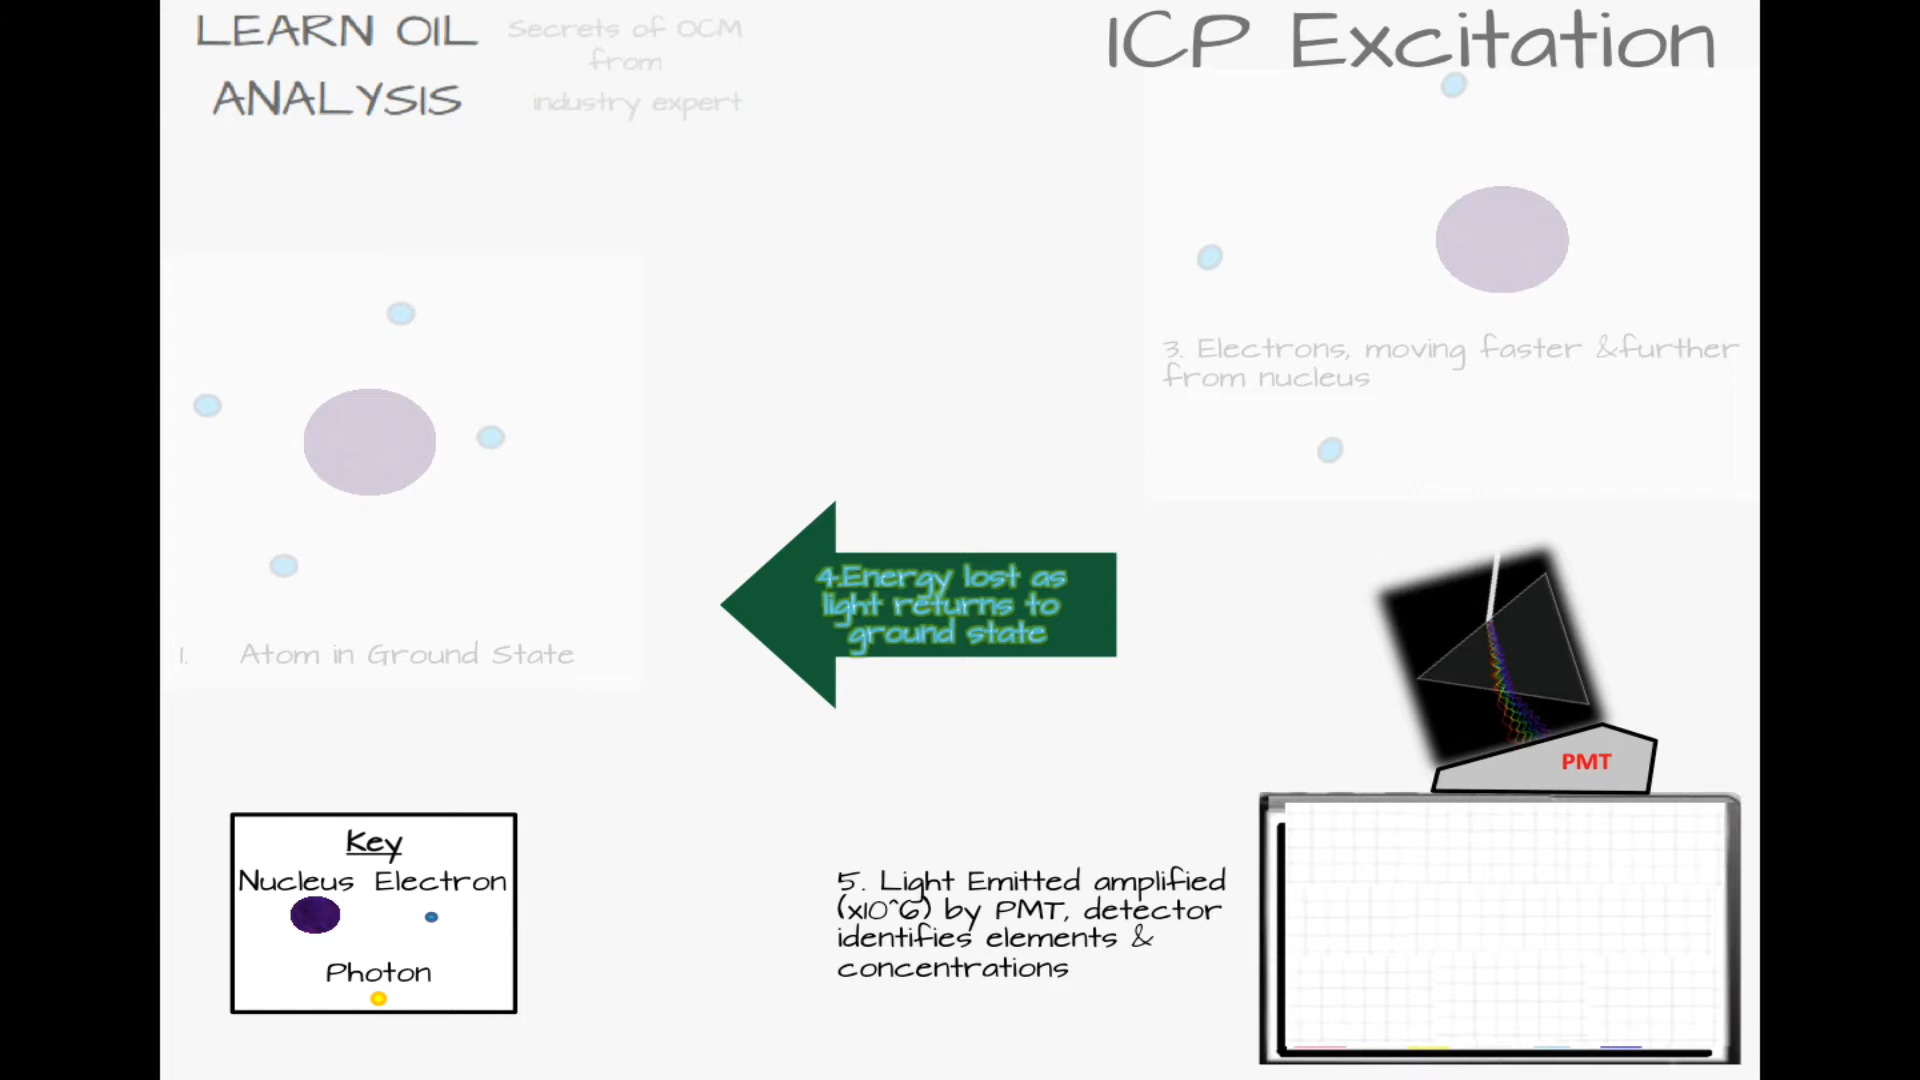 LEARN OIL
ANALYSIS
Secrets of OCM
from
industry expert
ICP Excitation
3. Electrons, moving faster &further
from nucleus
1. Atom in Ground State
4.Energy lost as
light returns to
ground state
PMT
Key
Nucleus Electron
Photon
5. Light Emitted amplified
(x10^6) by PMT, detector
identifies elements &
concentrations